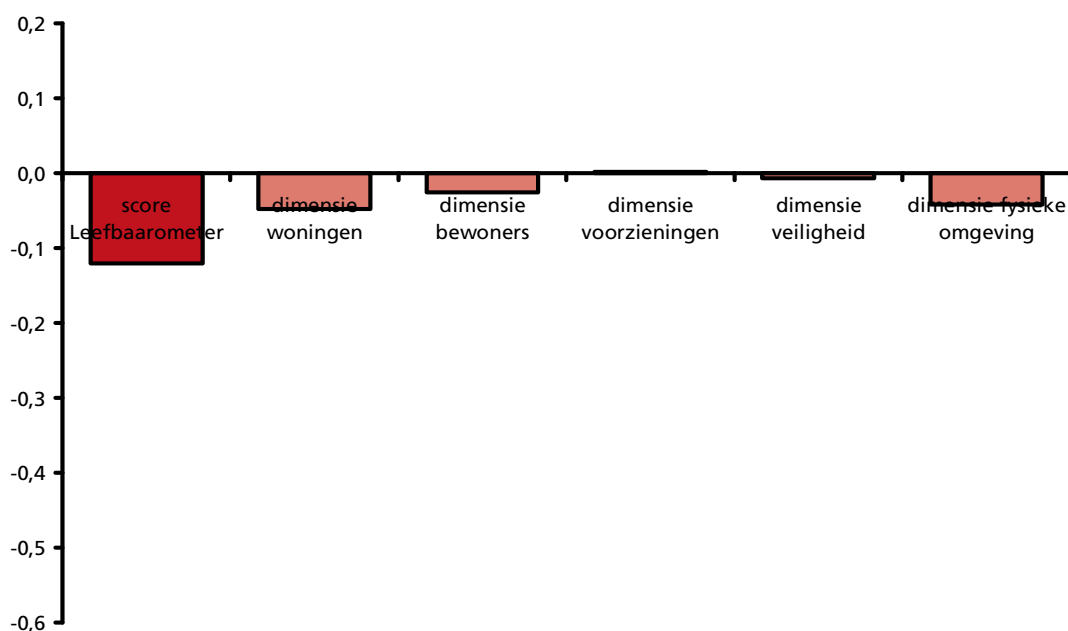 0,2
0,1
0,0
-0,1
-0,2
-0,3
-0,4
-0,5
-0,6
score
Leefbaarometer
dimensie
woningen
dimensie
bewoners
dimensie
voorzieningen
dimensie
veiligheid
dimensie fysieke
omgeving